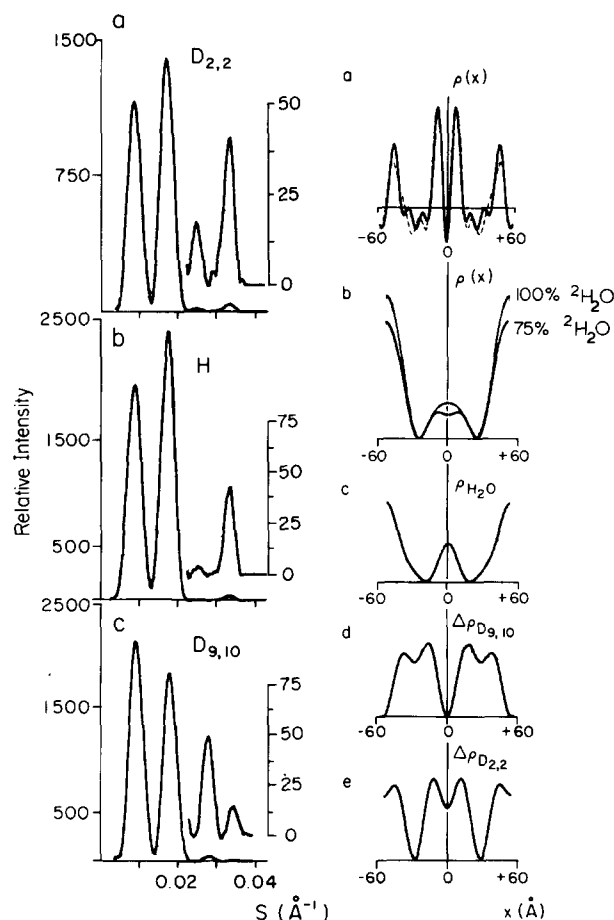 a
1500
D2,2
50
750
25
0
2500
b
H
75
1500
50
25
500
0
2500
c
D9,10
75
1500
50
25
500
0
0.02
0.04
S (Å⁻¹)
Relative Intensity
a
ρ(x)
-60
0
+60
b
ρ(x)
100% ²H₂O
75% ²H₂O
-60
0
+60
c
ρH₂O
-60
0
+60
d
ΔρD9,10
-60
0
+60
e
ΔρD2,2
-60
0
+60
x (Å)